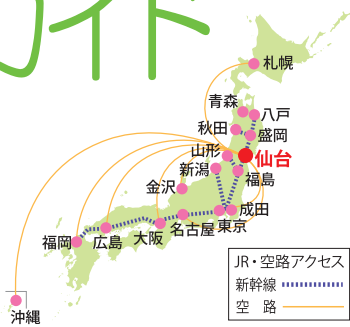 ガイド
札幌
青森
八戸
秋田
盛岡
山形
仙台
新潟
福島
金沢
成田
東京
名古屋
大阪
広島
福岡
沖縄
JR・空路アクセス
新幹線
空 路